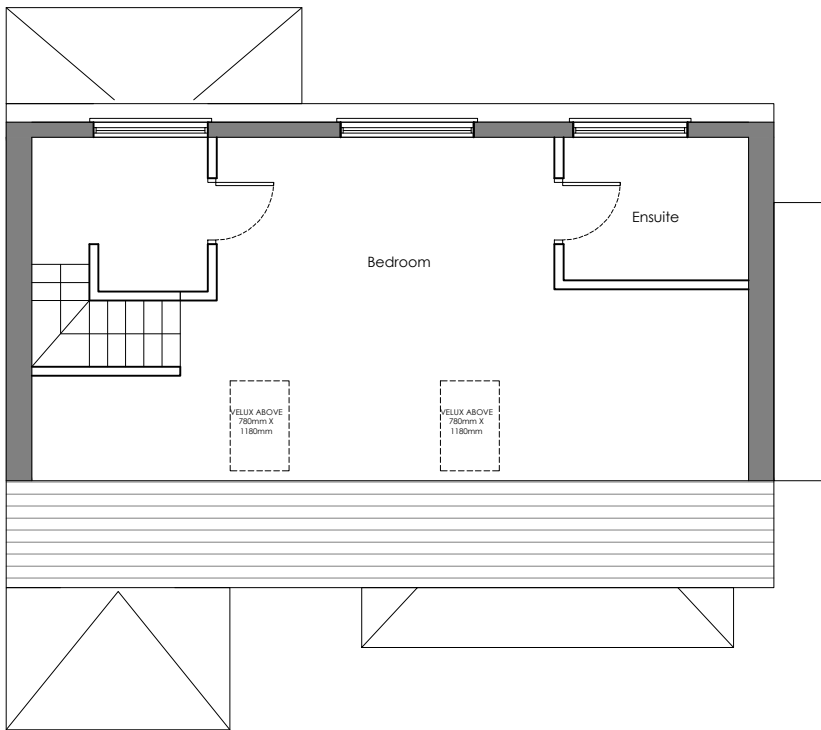 Ensuite
Bedroom
VELUX ABOVE
780mm X
1180mm
VELUX ABOVE
780mm X
1180mm